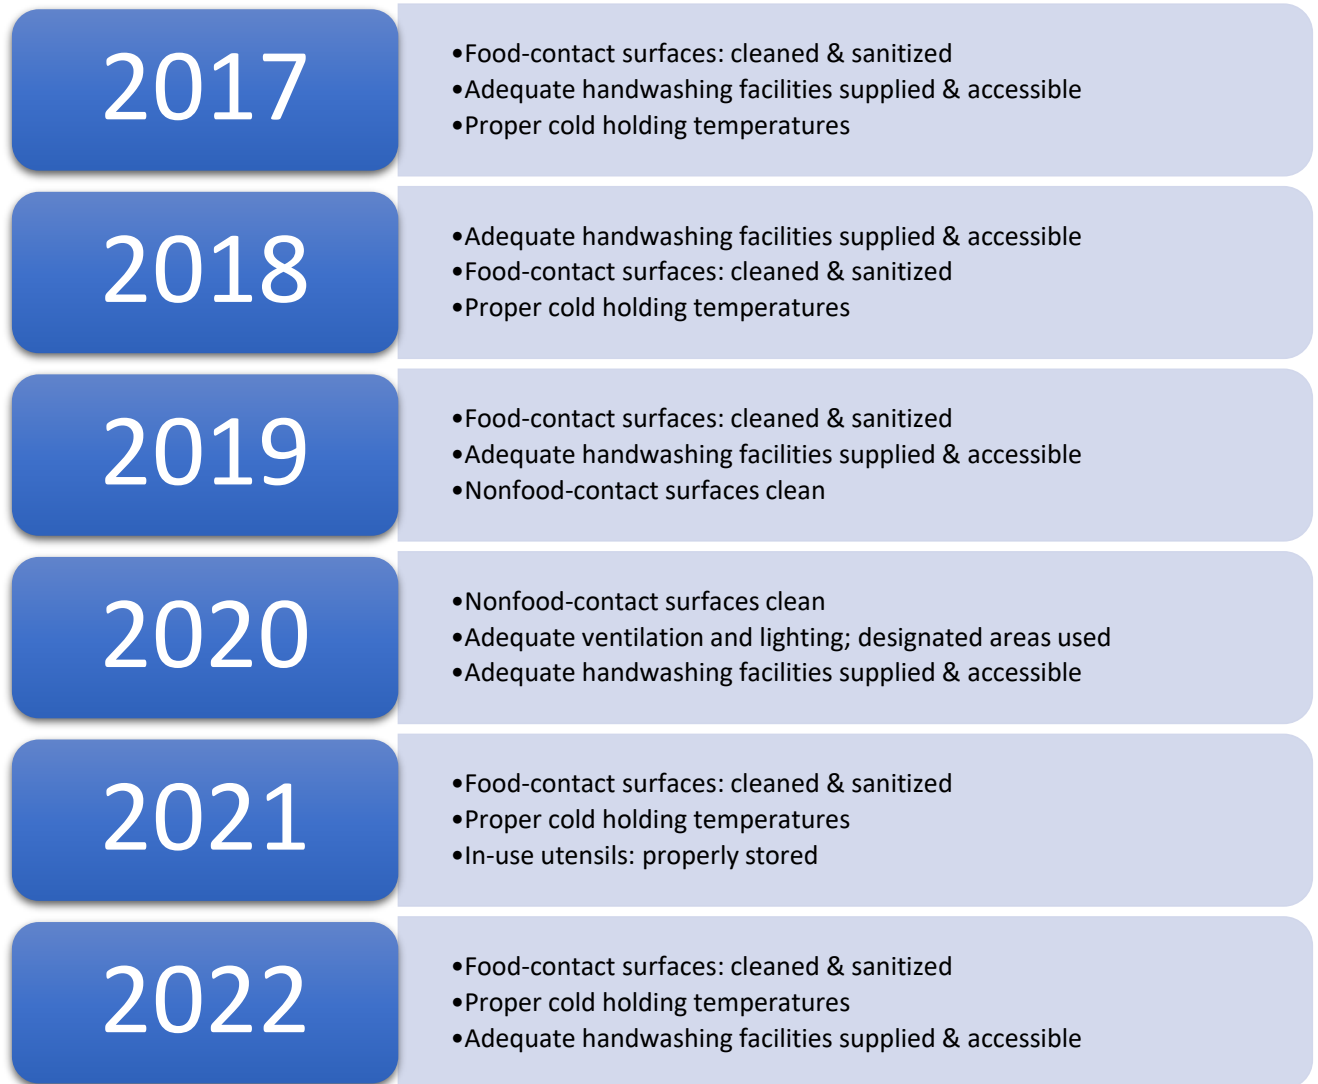 2017
•Food-contact surfaces: cleaned & sanitized
•Adequate handwashing facilities supplied & accessible
•Proper cold holding temperatures
2018
•Adequate handwashing facilities supplied & accessible
•Food-contact surfaces: cleaned & sanitized
•Proper cold holding temperatures
2019
•Food-contact surfaces: cleaned & sanitized
•Adequate handwashing facilities supplied & accessible
•Nonfood-contact surfaces clean
2020
•Nonfood-contact surfaces clean
•Adequate ventilation and lighting; designated areas used
•Adequate handwashing facilities supplied & accessible
2021
•Food-contact surfaces: cleaned & sanitized
•Proper cold holding temperatures
•In-use utensils: properly stored
2022
•Food-contact surfaces: cleaned & sanitized
•Proper cold holding temperatures
•Adequate handwashing facilities supplied & accessible